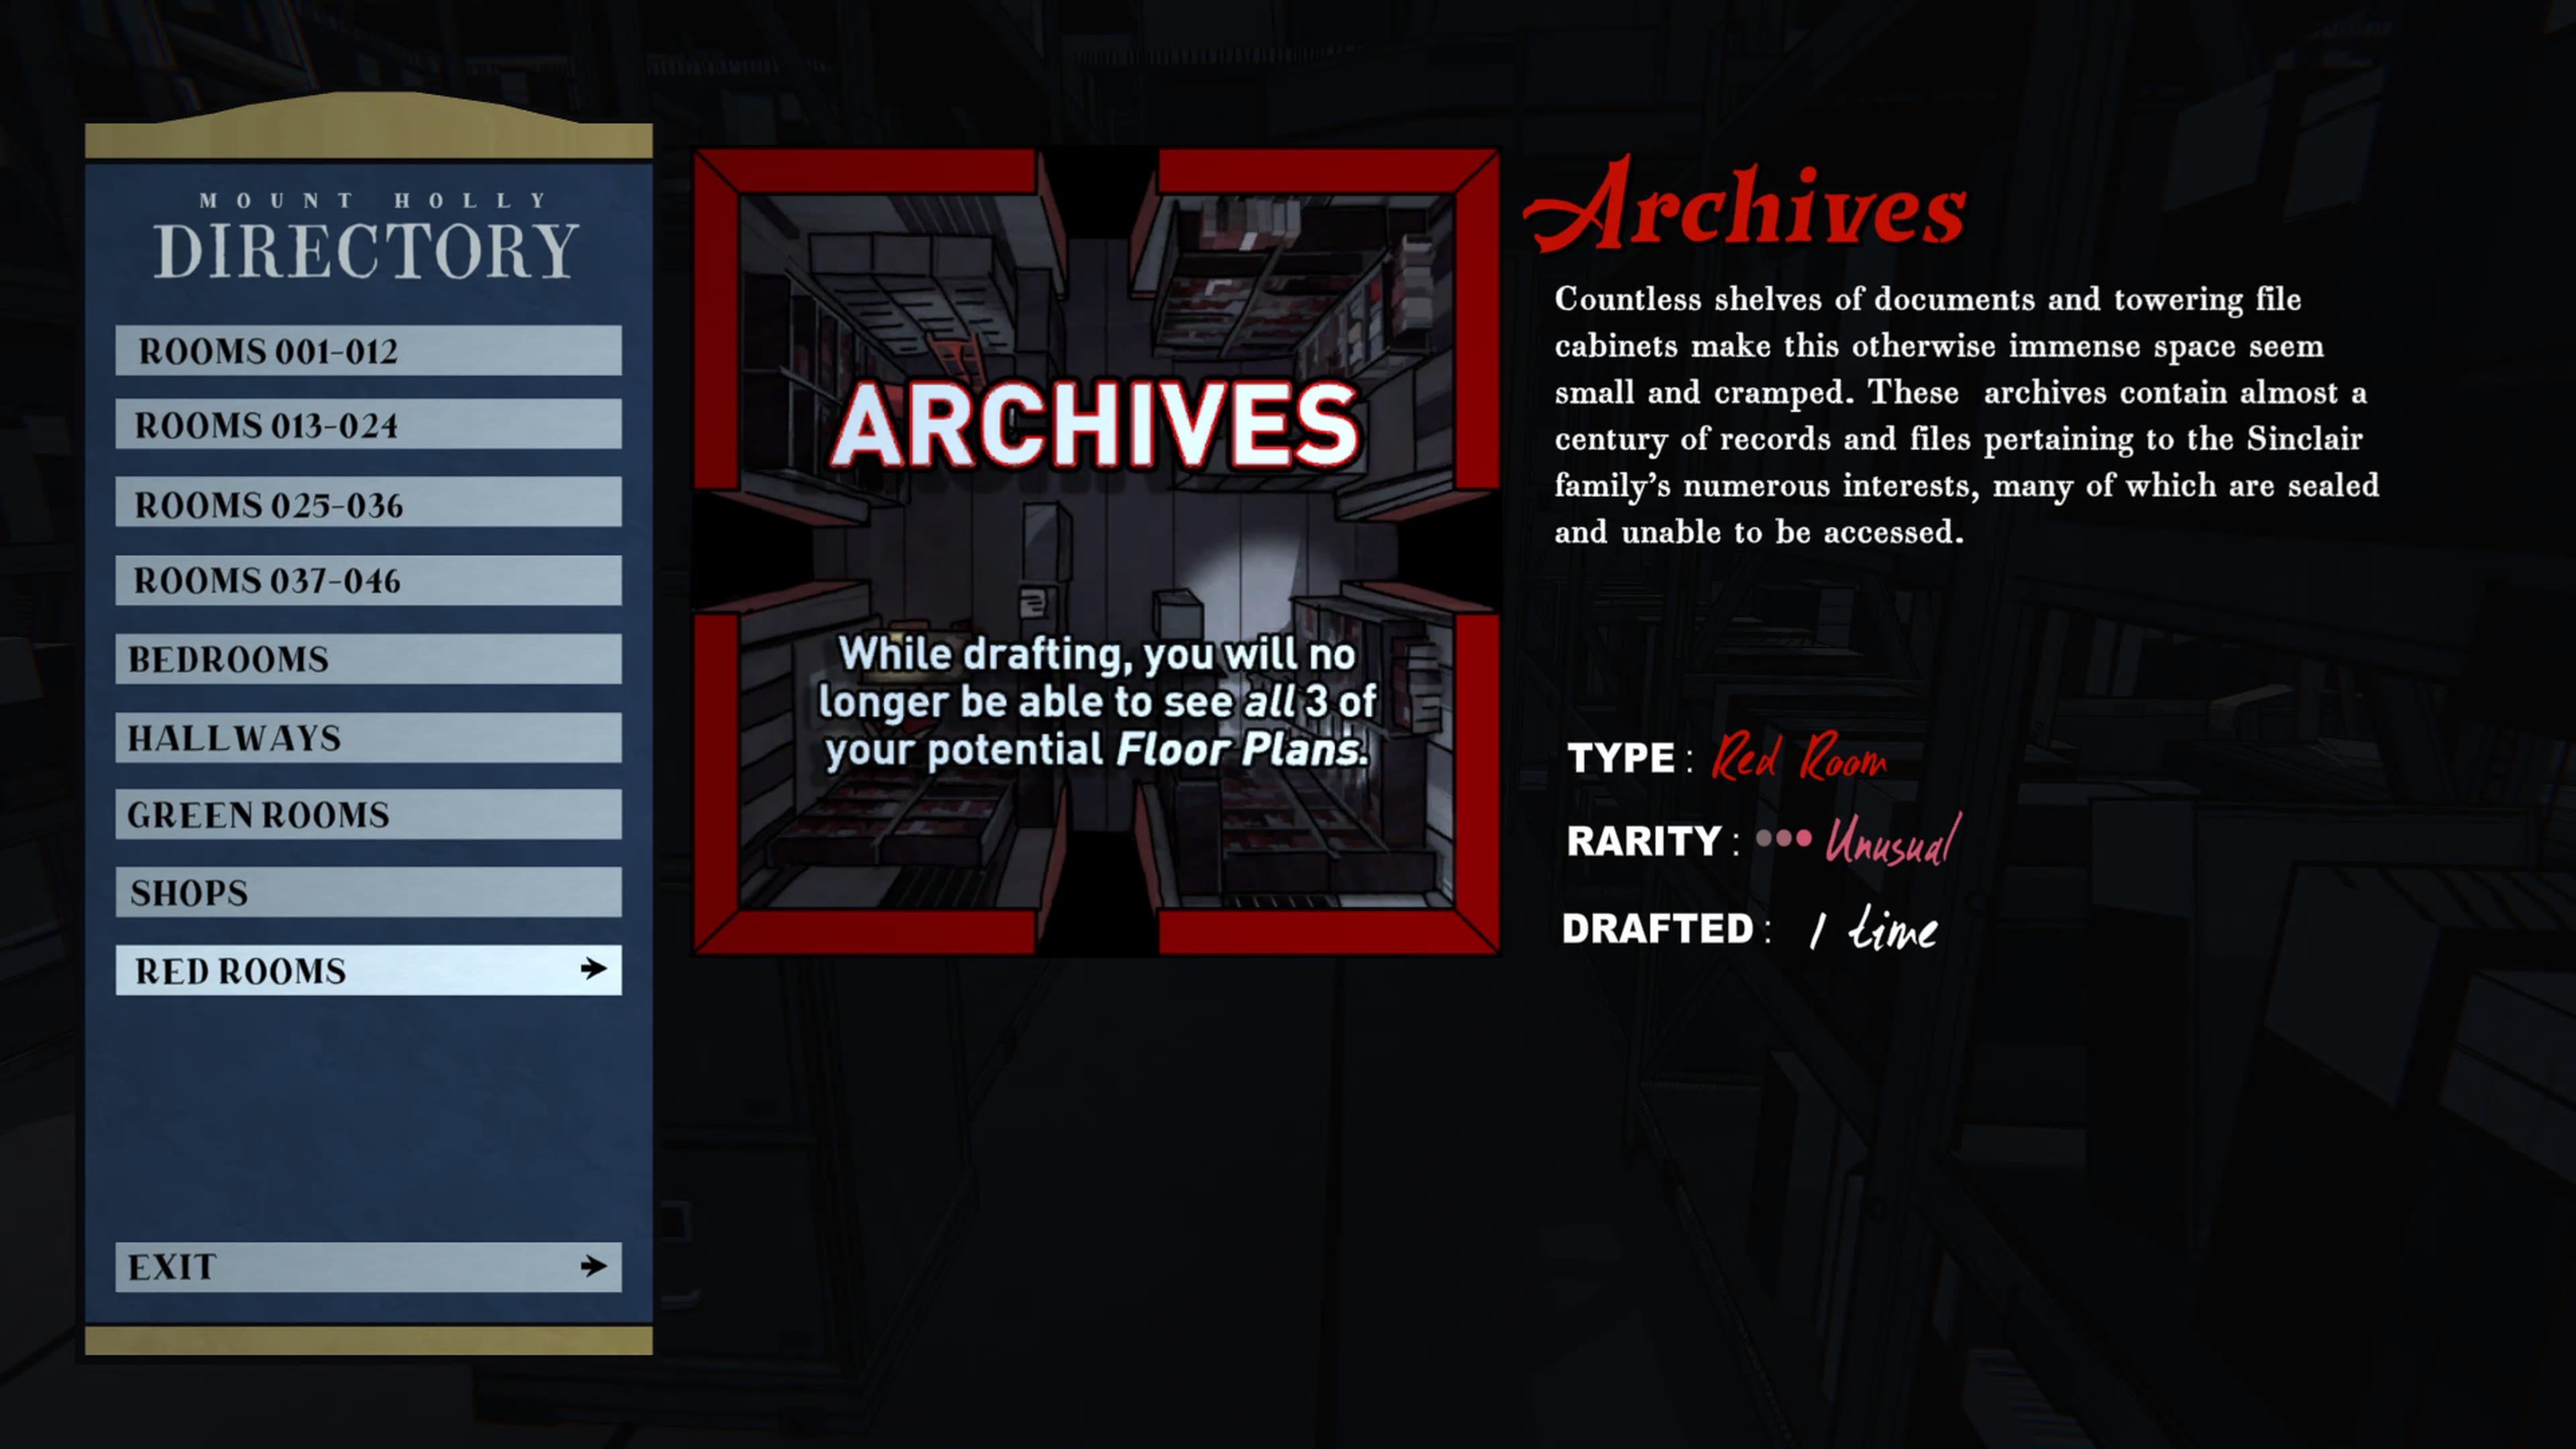 MOUNT HOLLY
DIRECTORY
ROOMS 001-012
ROOMS 013-024
ROOMS 025-036
ROOMS 037-046
BEDROOMS
HALLWAYS
GREEN ROOMS
SHOPS
RED ROOMS
EXIT
ARCHIVES
While drafting, you will no
longer be able to see all 3 of
your potential Floor Plans.
Archives
Countless shelves of documents and towering file
cabinets make this otherwise immense space seem
small and cramped. These archives contain almost a
century of records and files pertaining to the Sinclair
family's numerous interests, many of which are sealed
and unable to be accessed.
TYPE : Red Room
RARITY : Unusual
DRAFTED : 1 time